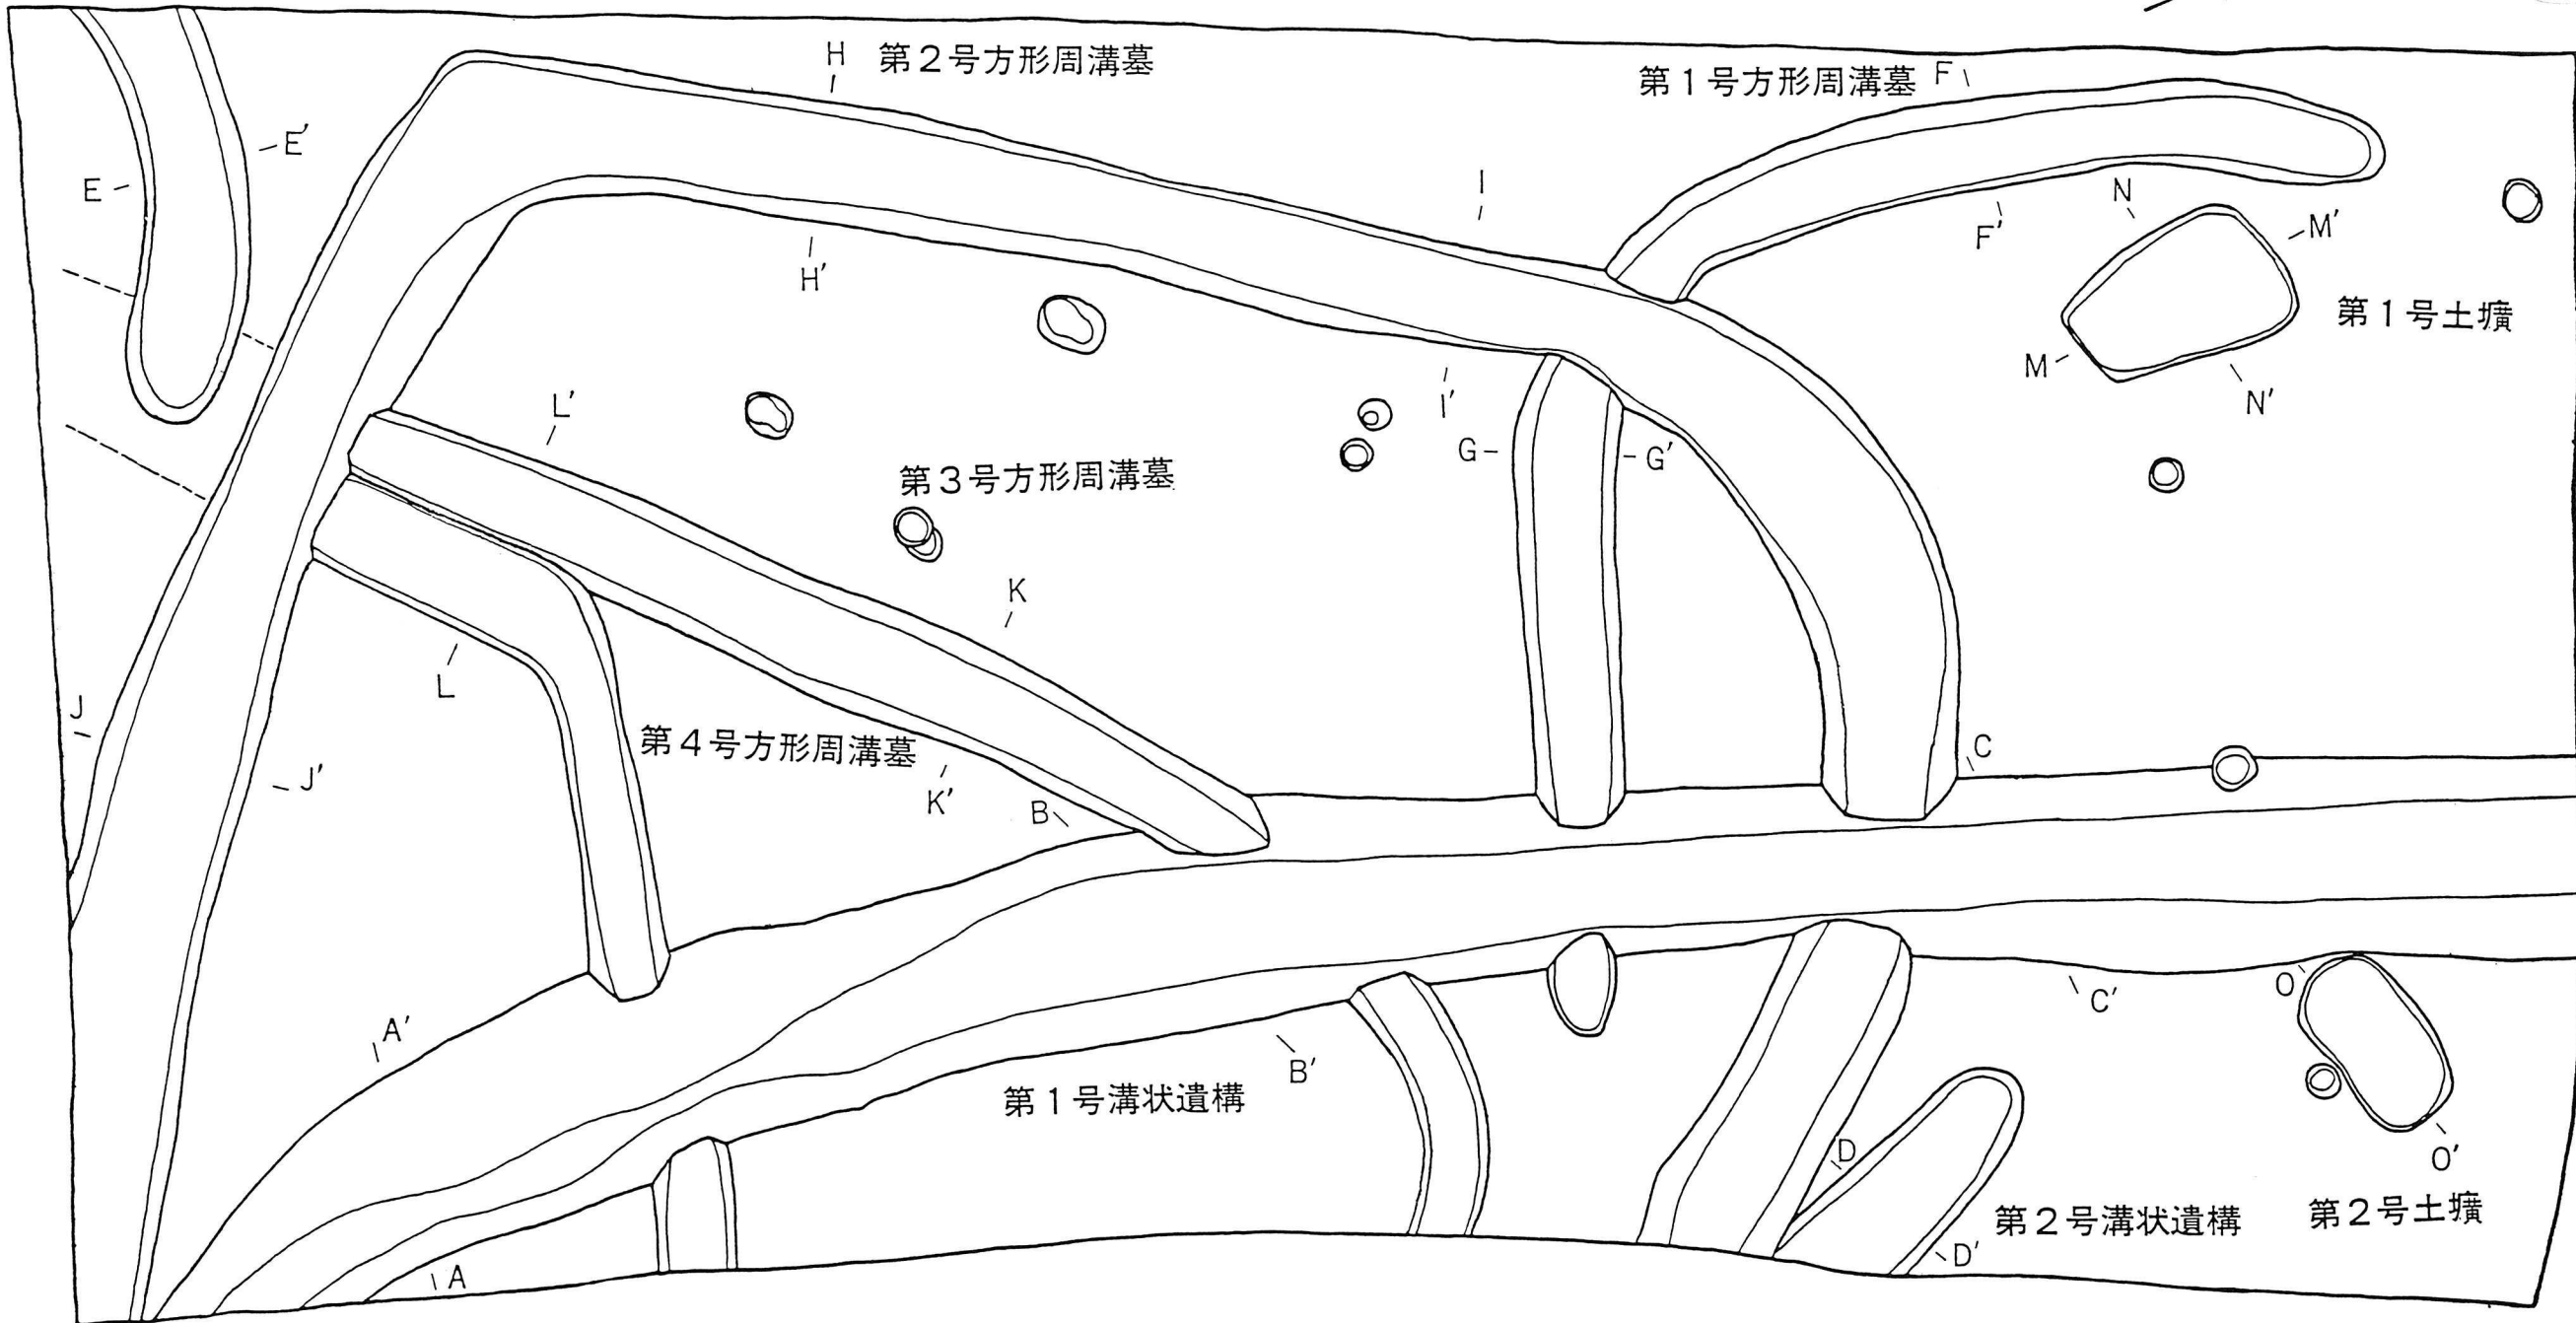 H
第2号方形周溝墓
第1号方形周溝墓
F
E'
E
I
N
M'
F'
H'
第1号土壙
M
N'
L'
I'
G
G'
第3号方形周溝墓
K
L
J
第4号方形周溝墓
C
J'
K'
B
A'
O
C'
B'
第1号溝状遺構
D
O'
第2号溝状遺構
第2号土壙
D'
A